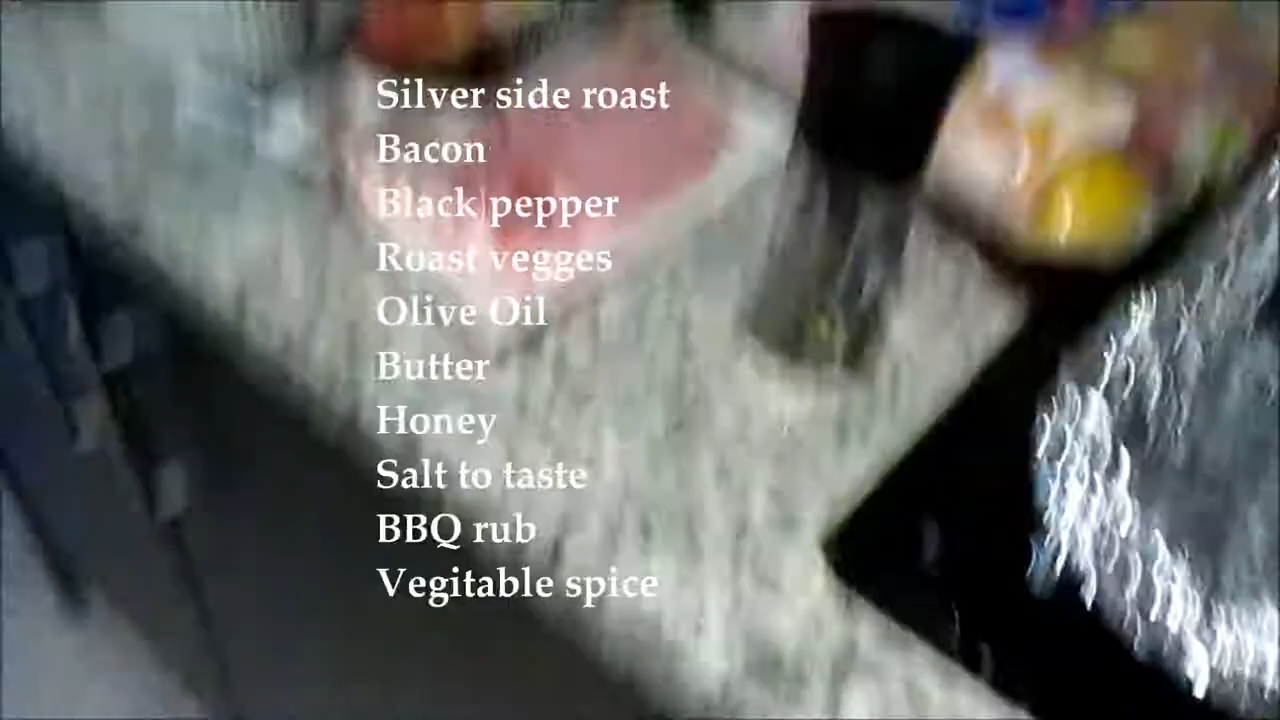 Silver side roast
Bacon
Black pepper
Roast vegges
Olive Oil
Butter
Honey
Salt to taste
BBQ rub
Vegitable spice